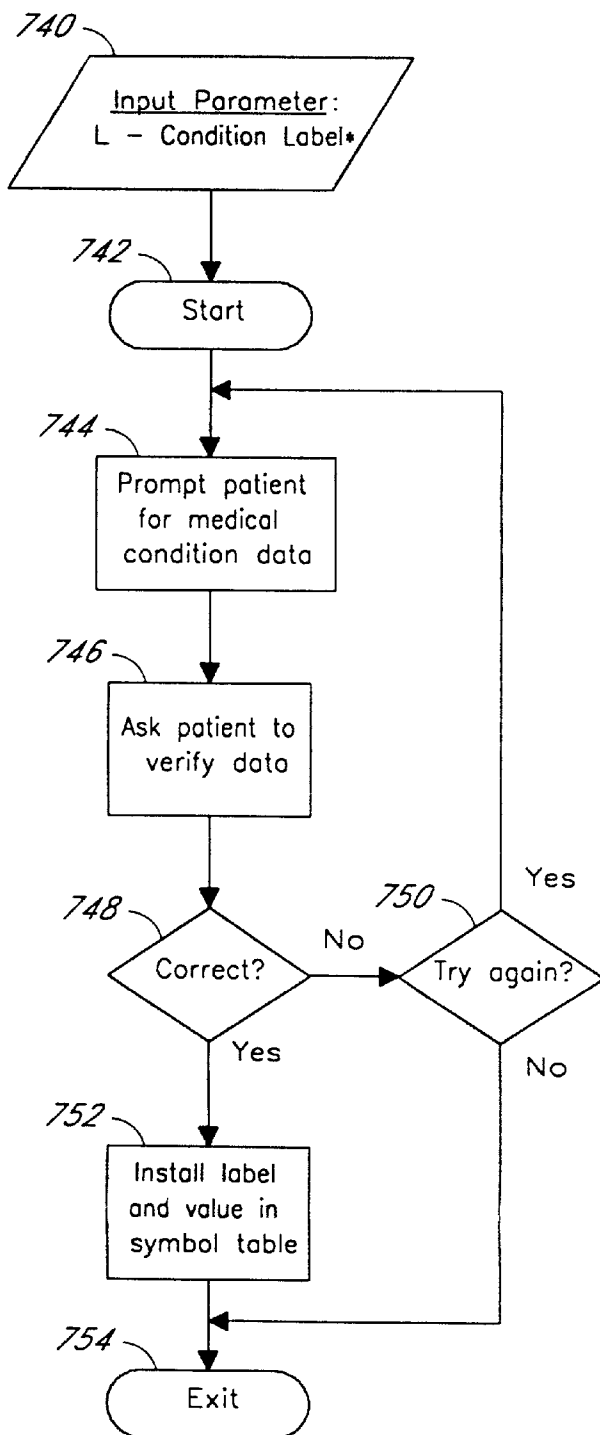 740
Input Parameter:
L - Condition Label*
742
Start
744
Prompt patient
for medical
condition data
746
Ask patient to
verify data
748
Correct?
No
750
Try again?
Yes
Yes
No
752
Install label
and value in
symbol table
754
Exit